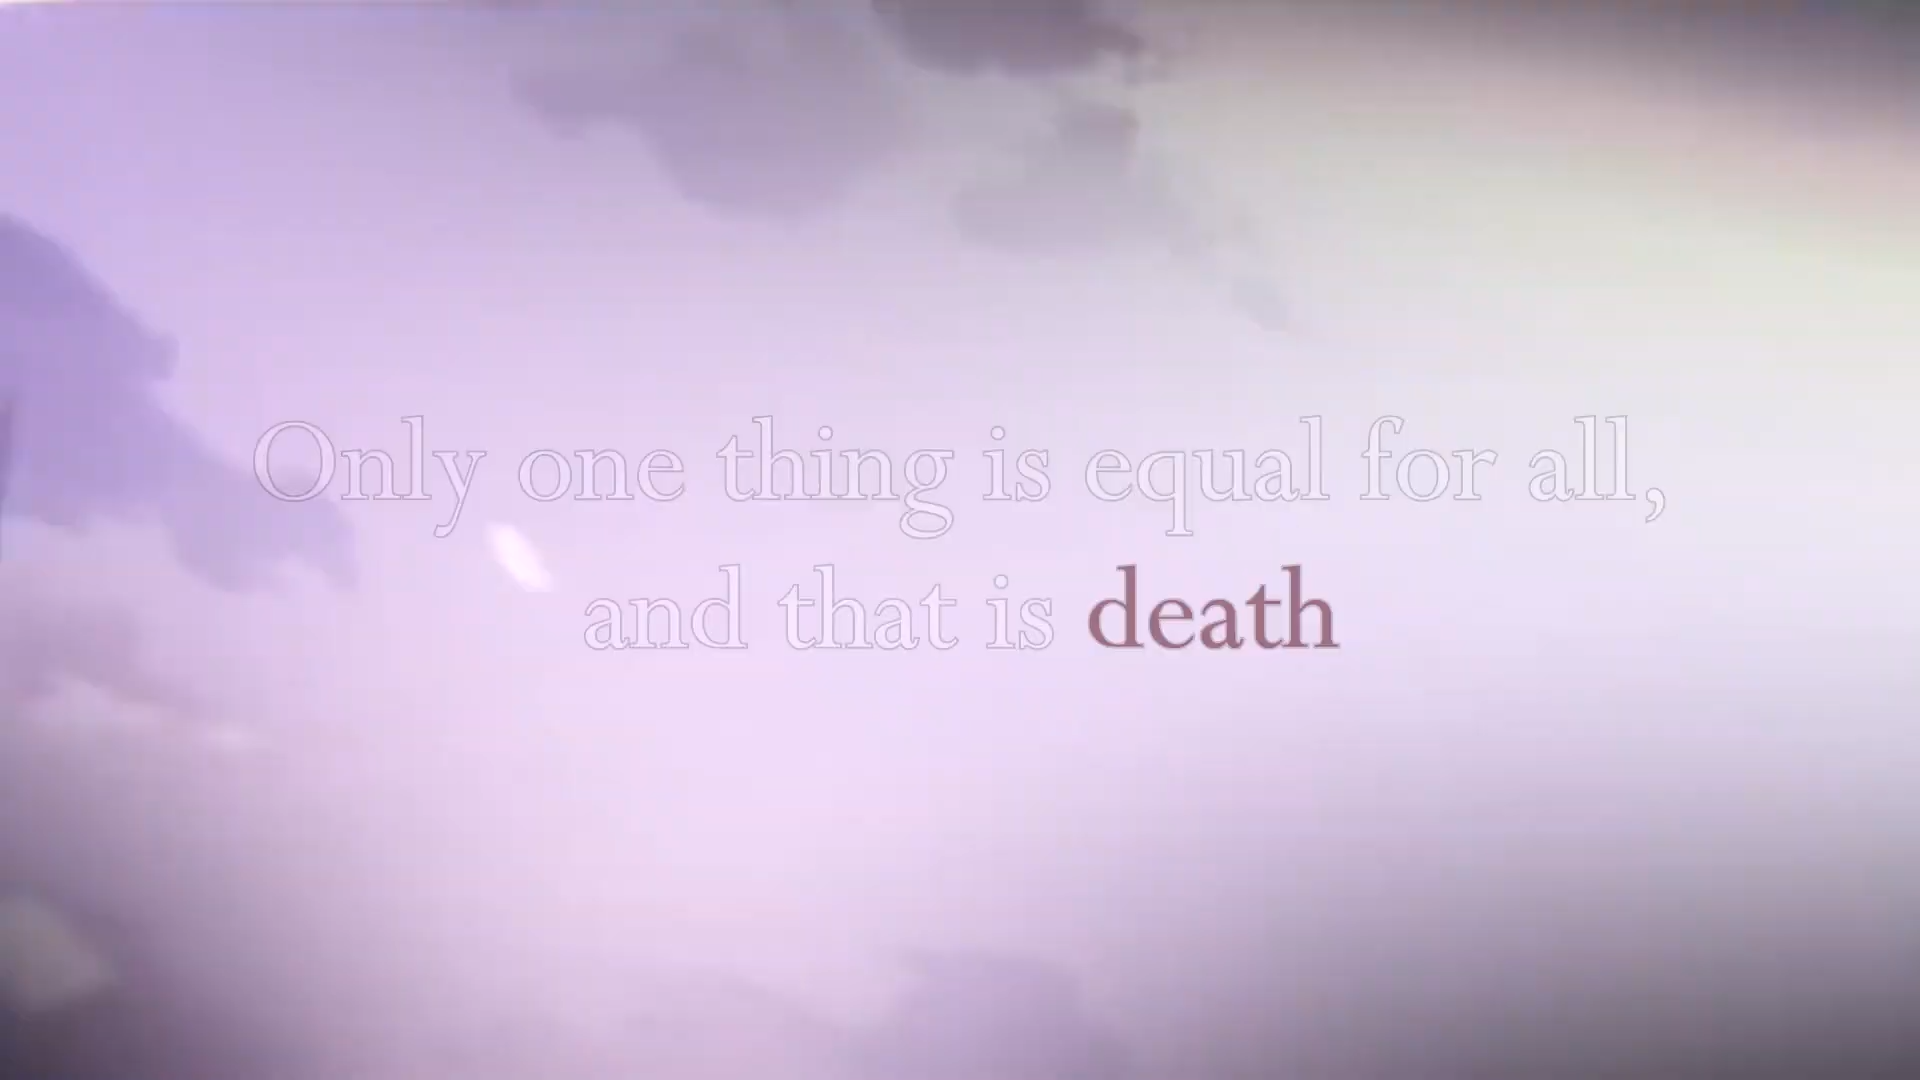 Only one thing is equal for all,
and that is death